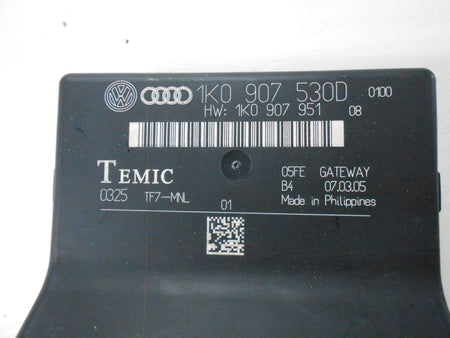 1K0 907 530D 0100
HW: 1K0 907 951 08
TEMIC 05FE GATEWAY
B4 07.03.05
0325 TF7-MNL Made in Philippines
01